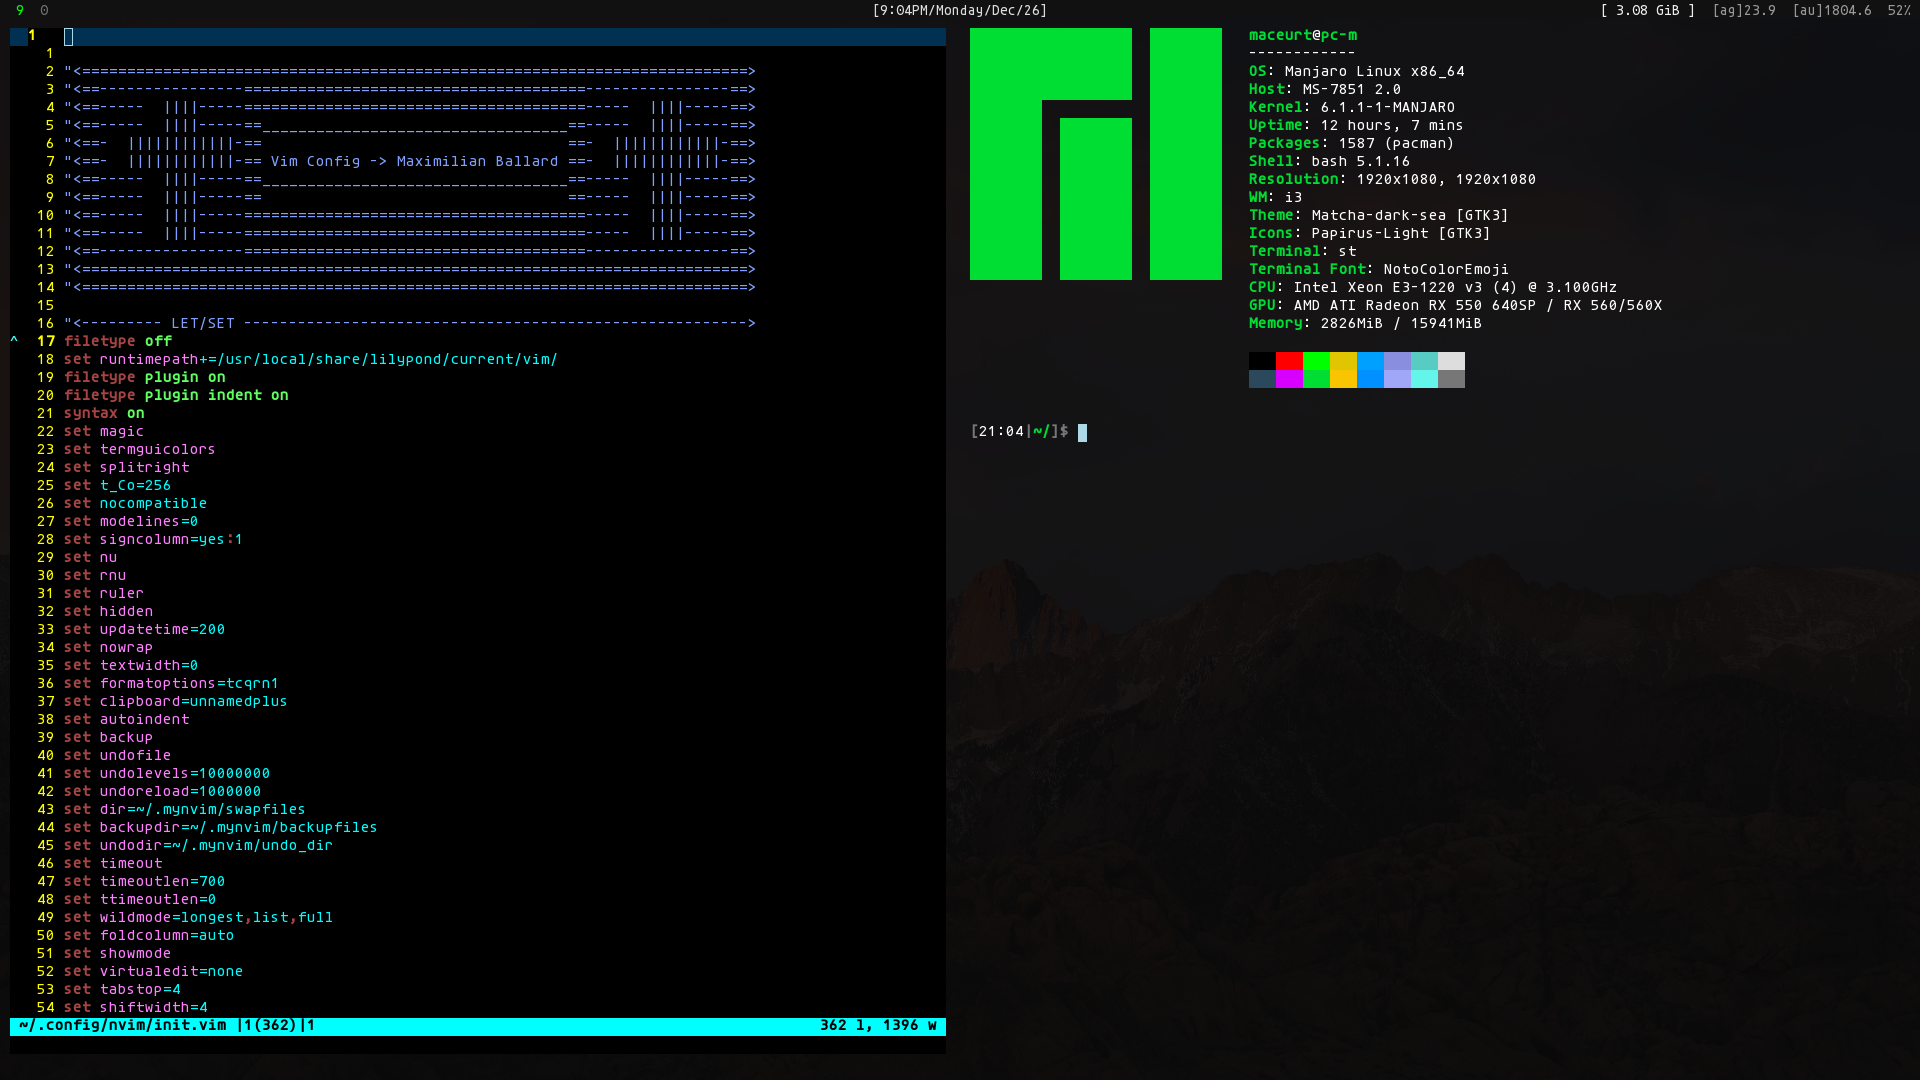 9 0 [9:04PM/Monday/Dec/26] [ 3.08 GiB ] [ag]23.9 [au]1804.6 52%
1
1
2 "<==========================================================================>
3 "<==----------------======================================----------------==>
4 "<==-----  ||||-----======================================-----  ||||-----==>
5 "<==-----  ||||-----==__________________________________==-----  ||||-----==>
6 "<==-  ||||||||||||-==                                  ==-  ||||||||||||-==>
7 "<==-  ||||||||||||-== Vim Config -> Maximilian Ballard ==-  ||||||||||||-==>
8 "<==-----  ||||-----==__________________________________==-----  ||||-----==>
9 "<==-----  ||||-----==                                  ==-----  ||||-----==>
10 "<==-----  ||||-----======================================-----  ||||-----==>
11 "<==-----  ||||-----======================================-----  ||||-----==>
12 "<==----------------======================================----------------==>
13 "<==========================================================================>
14 "<==========================================================================>
15
16 "<--------- LET/SET -------------------------------------------------------->
^ 17 filetype off
18 set runtimepath+=/usr/local/share/lilypond/current/vim/
19 filetype plugin on
20 filetype plugin indent on
21 syntax on
22 set magic
23 set termguicolors
24 set splitright
25 set t_Co=256
26 set nocompatible
27 set modelines=0
28 set signcolumn=yes:1
29 set nu
30 set rnu
31 set ruler
32 set hidden
33 set updatetime=200
34 set nowrap
35 set textwidth=0
36 set formatoptions=tcqrn1
37 set clipboard=unnamedplus
38 set autoindent
39 set backup
40 set undofile
41 set undolevels=10000000
42 set undoreload=1000000
43 set dir=~/.mynvim/swapfiles
44 set backupdir=~/.mynvim/backupfiles
45 set undodir=~/.mynvim/undo_dir
46 set timeout
47 set timeoutlen=700
48 set ttimeoutlen=0
49 set wildmode=longest,list,full
50 set foldcolumn=auto
51 set showmode
52 set virtualedit=none
53 set tabstop=4
54 set shiftwidth=4
~/.config/nvim/init.vim |1(362)|1 362 l, 1396 w
maceurt@pc-m
------------
OS: Manjaro Linux x86_64
Host: MS-7851 2.0
Kernel: 6.1.1-1-MANJARO
Uptime: 12 hours, 7 mins
Packages: 1587 (pacman)
Shell: bash 5.1.16
Resolution: 1920x1080, 1920x1080
WM: i3
Theme: Matcha-dark-sea [GTK3]
Icons: Papirus-Light [GTK3]
Terminal: st
Terminal Font: NotoColorEmoji
CPU: Intel Xeon E3-1220 v3 (4) @ 3.100GHz
GPU: AMD ATI Radeon RX 550 640SP / RX 560/560X
Memory: 2826MiB / 15941MiB
[21:04|~/]$